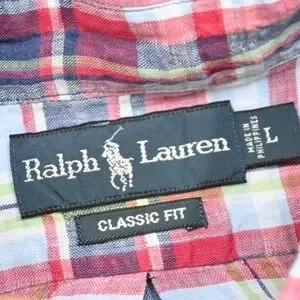 Ralph Lauren
L
MADE IN
PHILIPPINES
CLASSIC FIT